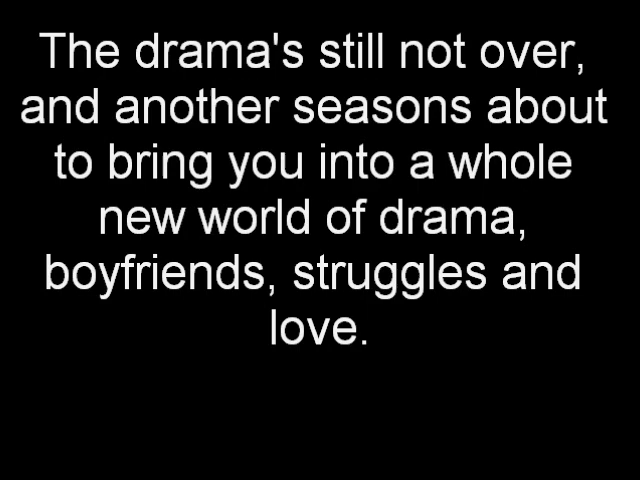 The drama's still not over,
and another seasons about
to bring you into a whole
new world of drama,
boyfriends, struggles and
love.